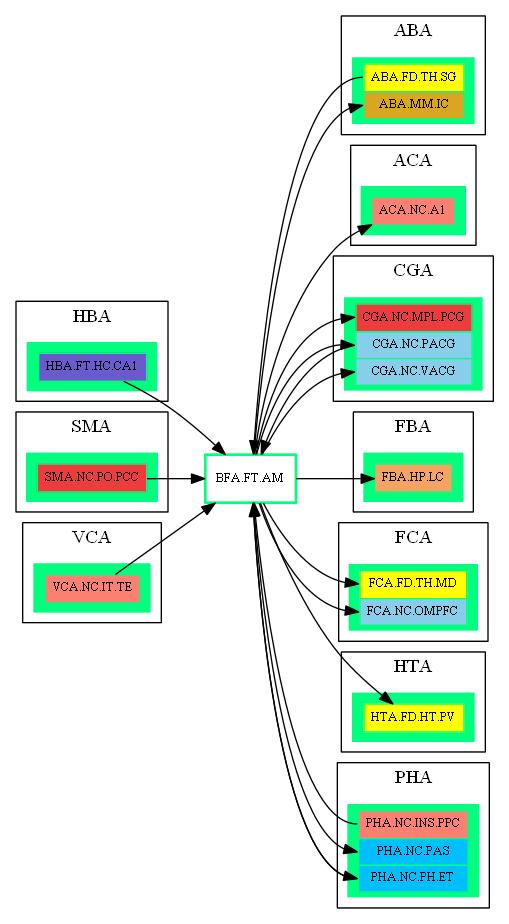 ABA
ABA.FD.TH.SG
ABA.MM.IC
ACA
ACA.NC.A1
CGA
CGA.NC.MPL.PCG
CGA.NC.PACG
CGA.NC.VACG
HBA
HBA.FT.HC.CA1
SMA
SMA.NC.PO.PCC
VCA
VCA.NC.IT.TE
BFA.FT.AM
FBA
FBA.HP.LC
FCA
FCA.FD.TH.MD
FCA.NC.OMPFC
HTA
HTA.FD.HT.PV
PHA
PHA.NC.INS.PPC
PHA.NC.PAS
PHA.NC.PH.ET